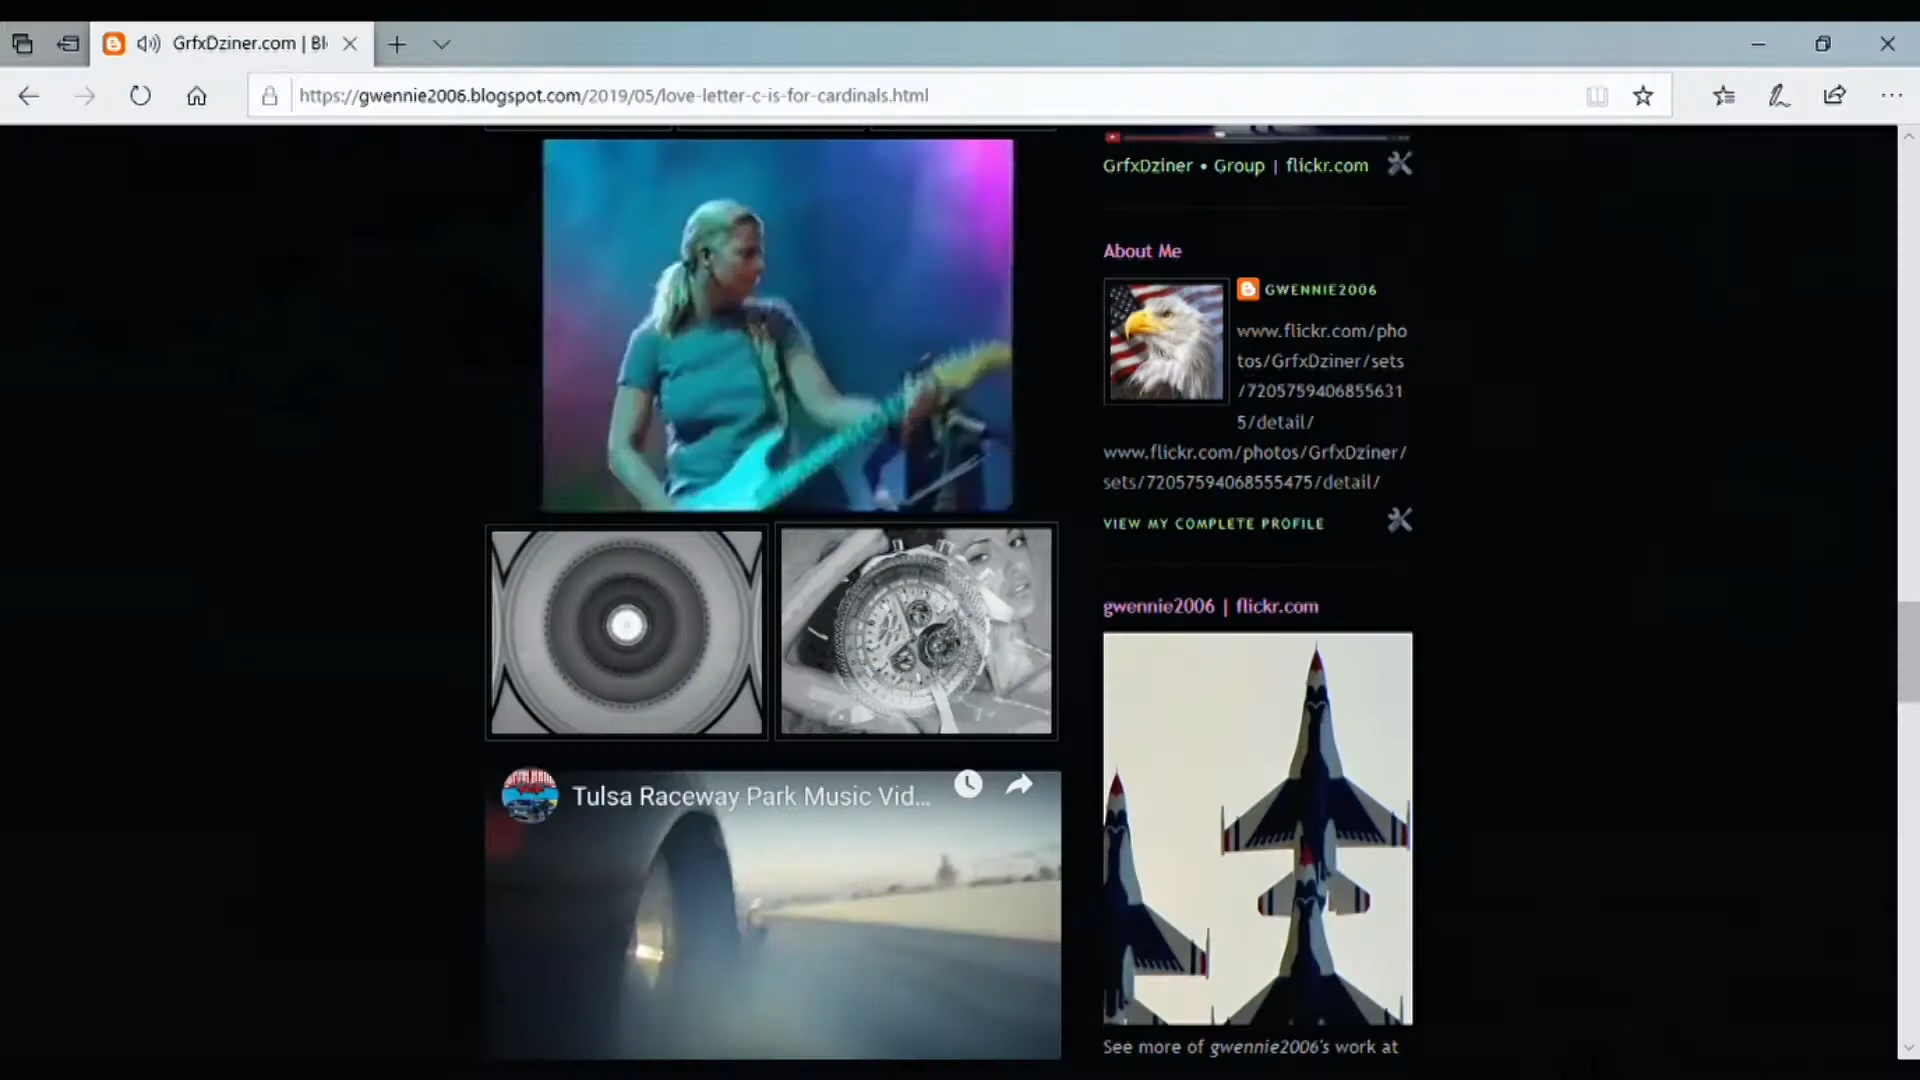 GrfxDziner.com | Bl
https://gwennie2006.blogspot.com/2019/05/love-letter-c-is-for-cardinals.html
GrfxDziner • Group | flickr.com
About Me
GWENNIE2006
www.flickr.com/pho
tos/GrfxDziner/sets
/7205759406855631
5/detail/
www.flickr.com/photos/GrfxDziner/
sets/72057594068555475/detail/
VIEW MY COMPLETE PROFILE
gwennie2006 | flickr.com
Tulsa Raceway Park Music Vid...
See more of gwennie2006's work at